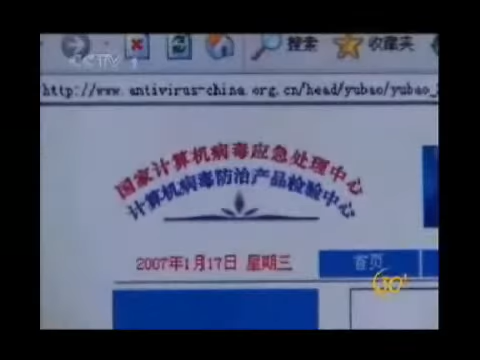 CCTV 1
搜索 收藏夹
http://www.antivirus-china.org.cn/head/yubao/yubao_
国家计算机病毒应急处理中心
计算机病毒防治产品检验中心
2007年1月17日 星期三 首页
30'